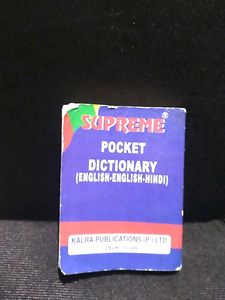 SUPREME®
POCKET
DICTIONARY
(ENGLISH-ENGLISH-HINDI)
KALRA PUBLICATIONS (P.) LTD